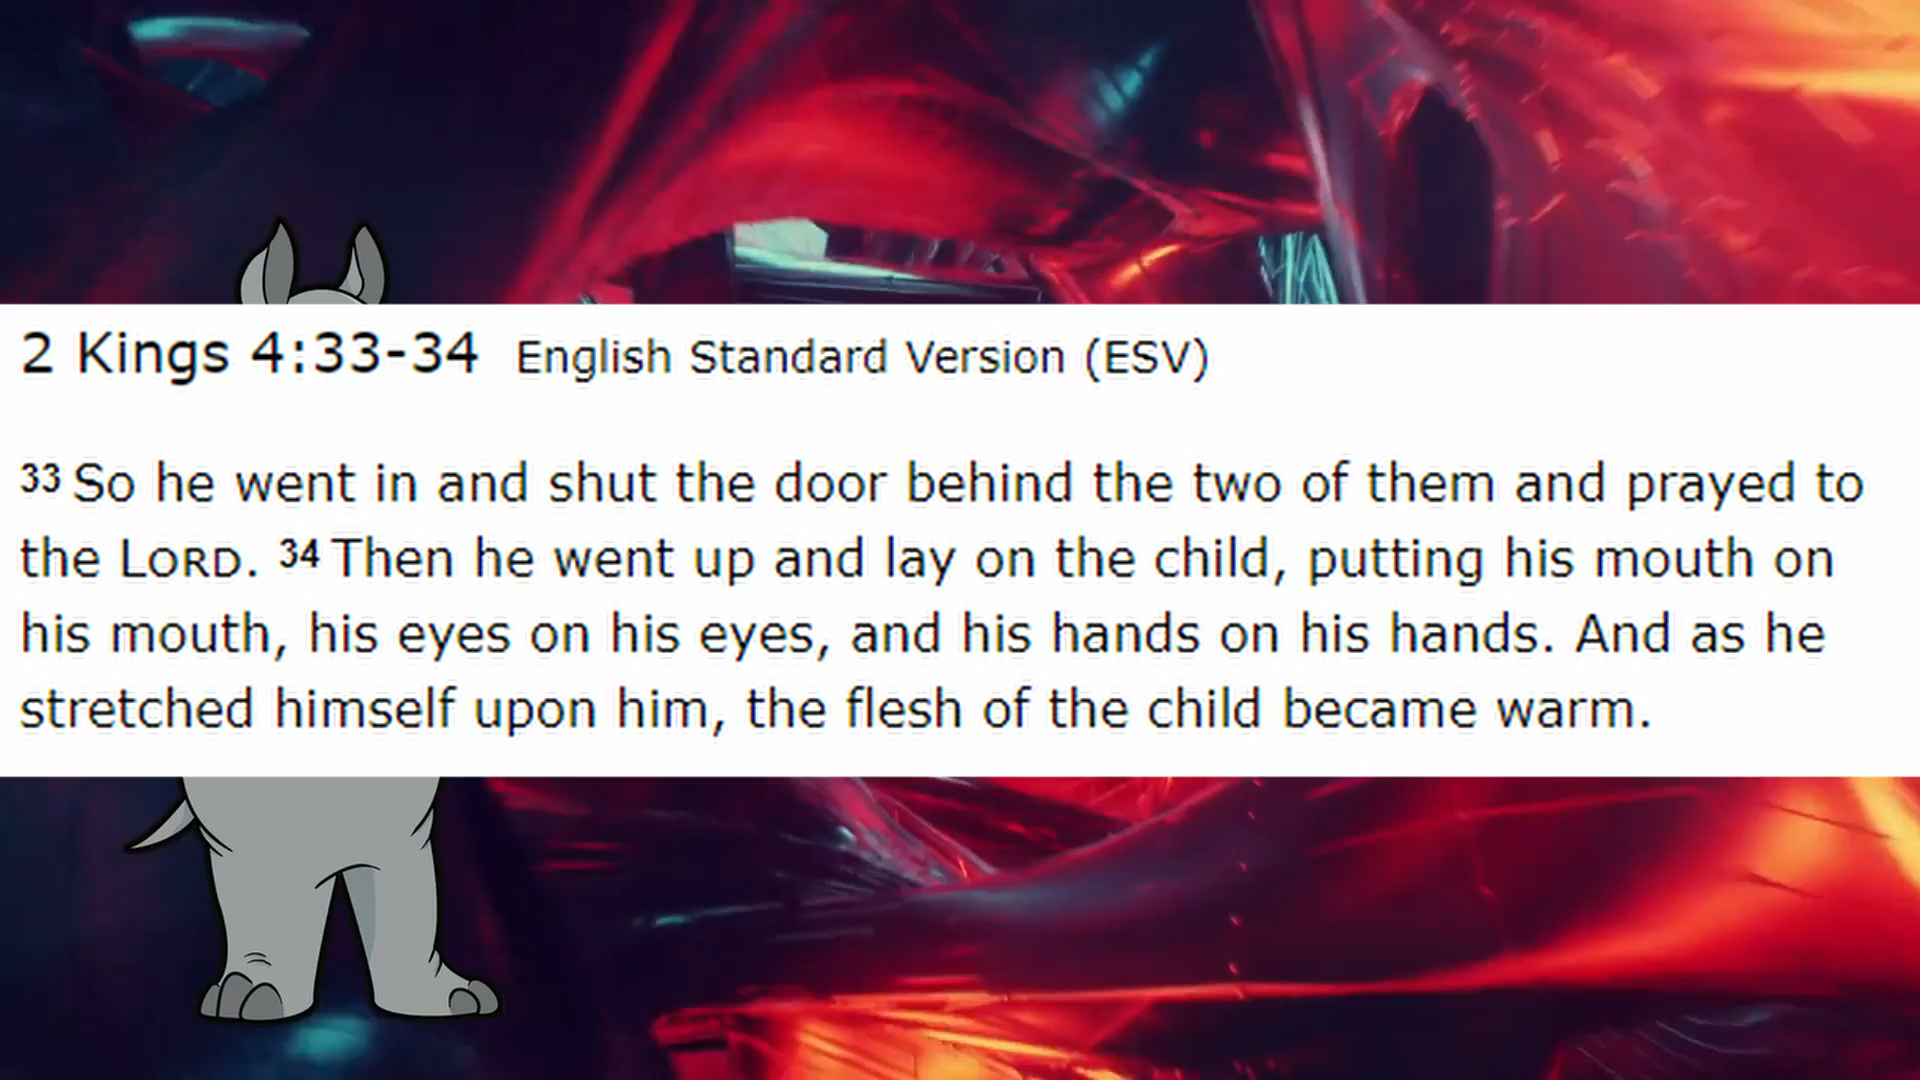 2 Kings 4:33-34 English Standard Version (ESV)
33 So he went in and shut the door behind the two of them and prayed to
the LORD. 34 Then he went up and lay on the child, putting his mouth on
his mouth, his eyes on his eyes, and his hands on his hands. And as he
stretched himself upon him, the flesh of the child became warm.